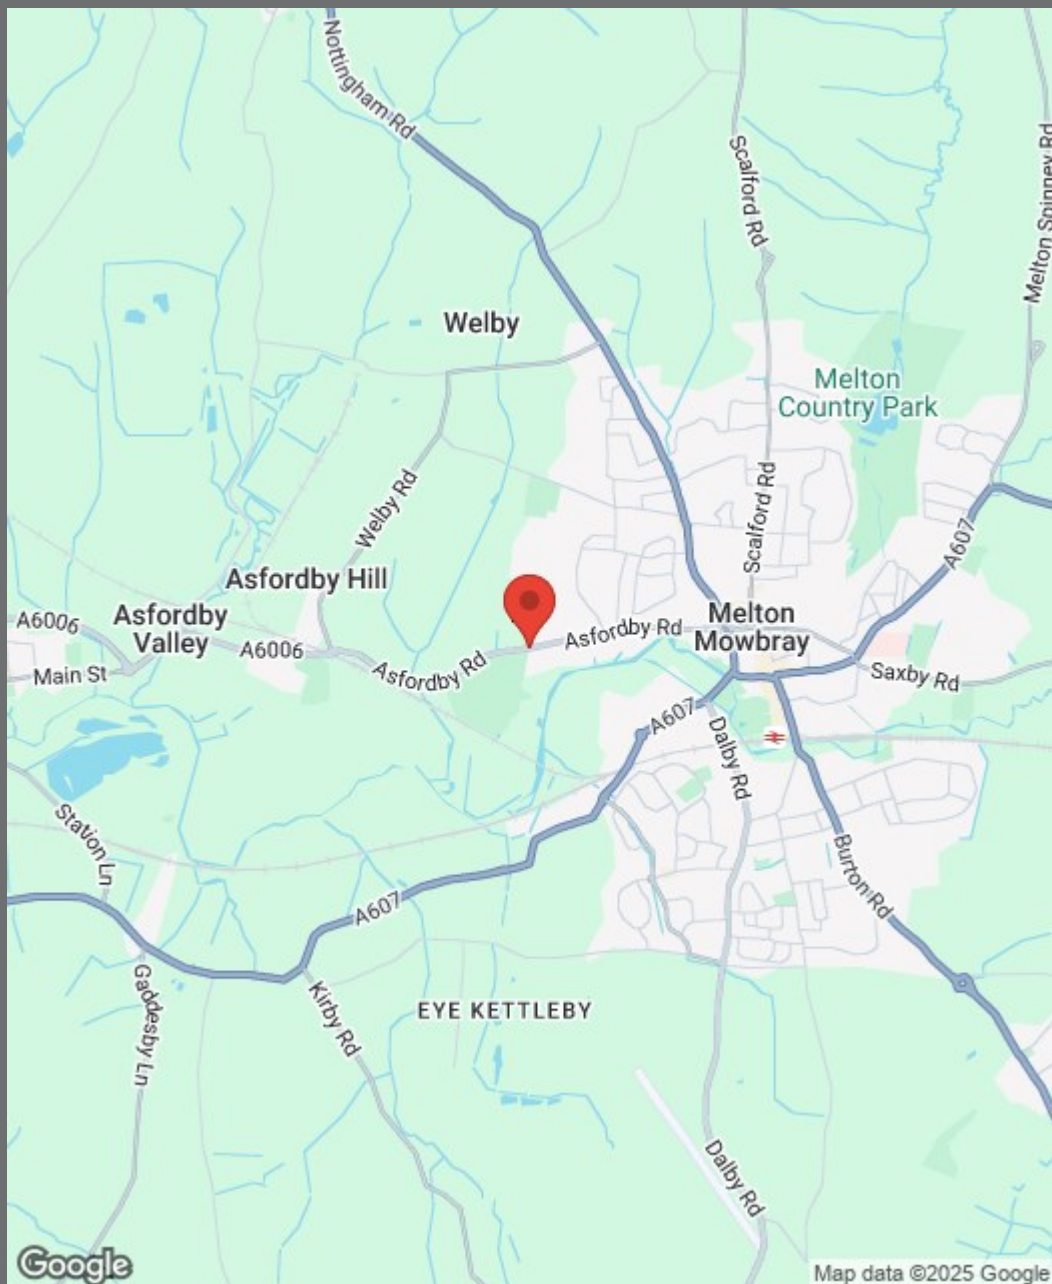 Nottingham Rd
Scalford Rd
Melton Spinney Rd
Welby
Melton
Country Park
Welby Rd
Scalford Rd
A607
Asfordby Hill
A6006
Asfordby
Valley
A6006
Main St
Asfordby Rd
Asfordby Rd
Melton
Mowbray
Saxby Rd
A607
Dalby Rd
Station Ln
Burton Rd
A607
Gaddesby Ln
Kirby Rd
EYE KETTLEBY
Dalby Rd
Google
Map data ©2025 Google